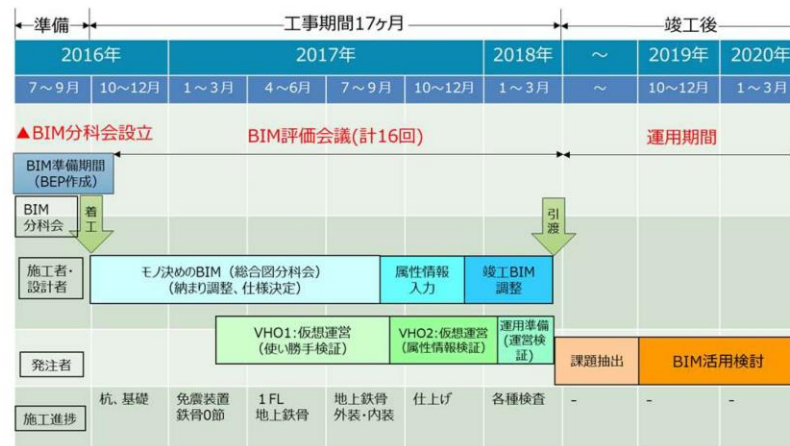 準備
工事期間17ヶ月
竣工後
2016年
2017年
2018年
～
2019年
2020年
7～9月
10～12月
1～3月
4～6月
7～9月
10～12月
1～3月
～
10～12月
1～3月
▲BIM分科会設立
BIM評価会議(計16回)
運用期間
BIM準備期間
（BEP作成）
BIM
分科会
着
工
引
渡
施工者・
設計者
モノ決めのBIM（総合図分科会）
（納まり調整、仕様決定）
属性情報
入力
竣工BIM
調整
VHO1:仮想運営
（使い勝手検証）
VHO2:仮想運営
（属性情報検証）
運用準備
(運営検
証)
発注者
課題抽出
BIM活用検討
施工進捗
杭、基礎
免震装置
鉄骨0節
１FL
地上鉄骨
地上鉄骨
外装・内装
仕上げ
各種検査
-
-
-